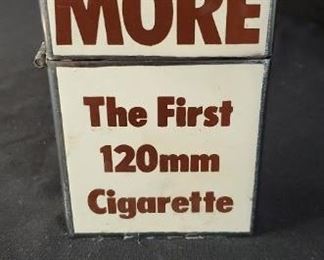 MORE
The First
120mm
Cigarette